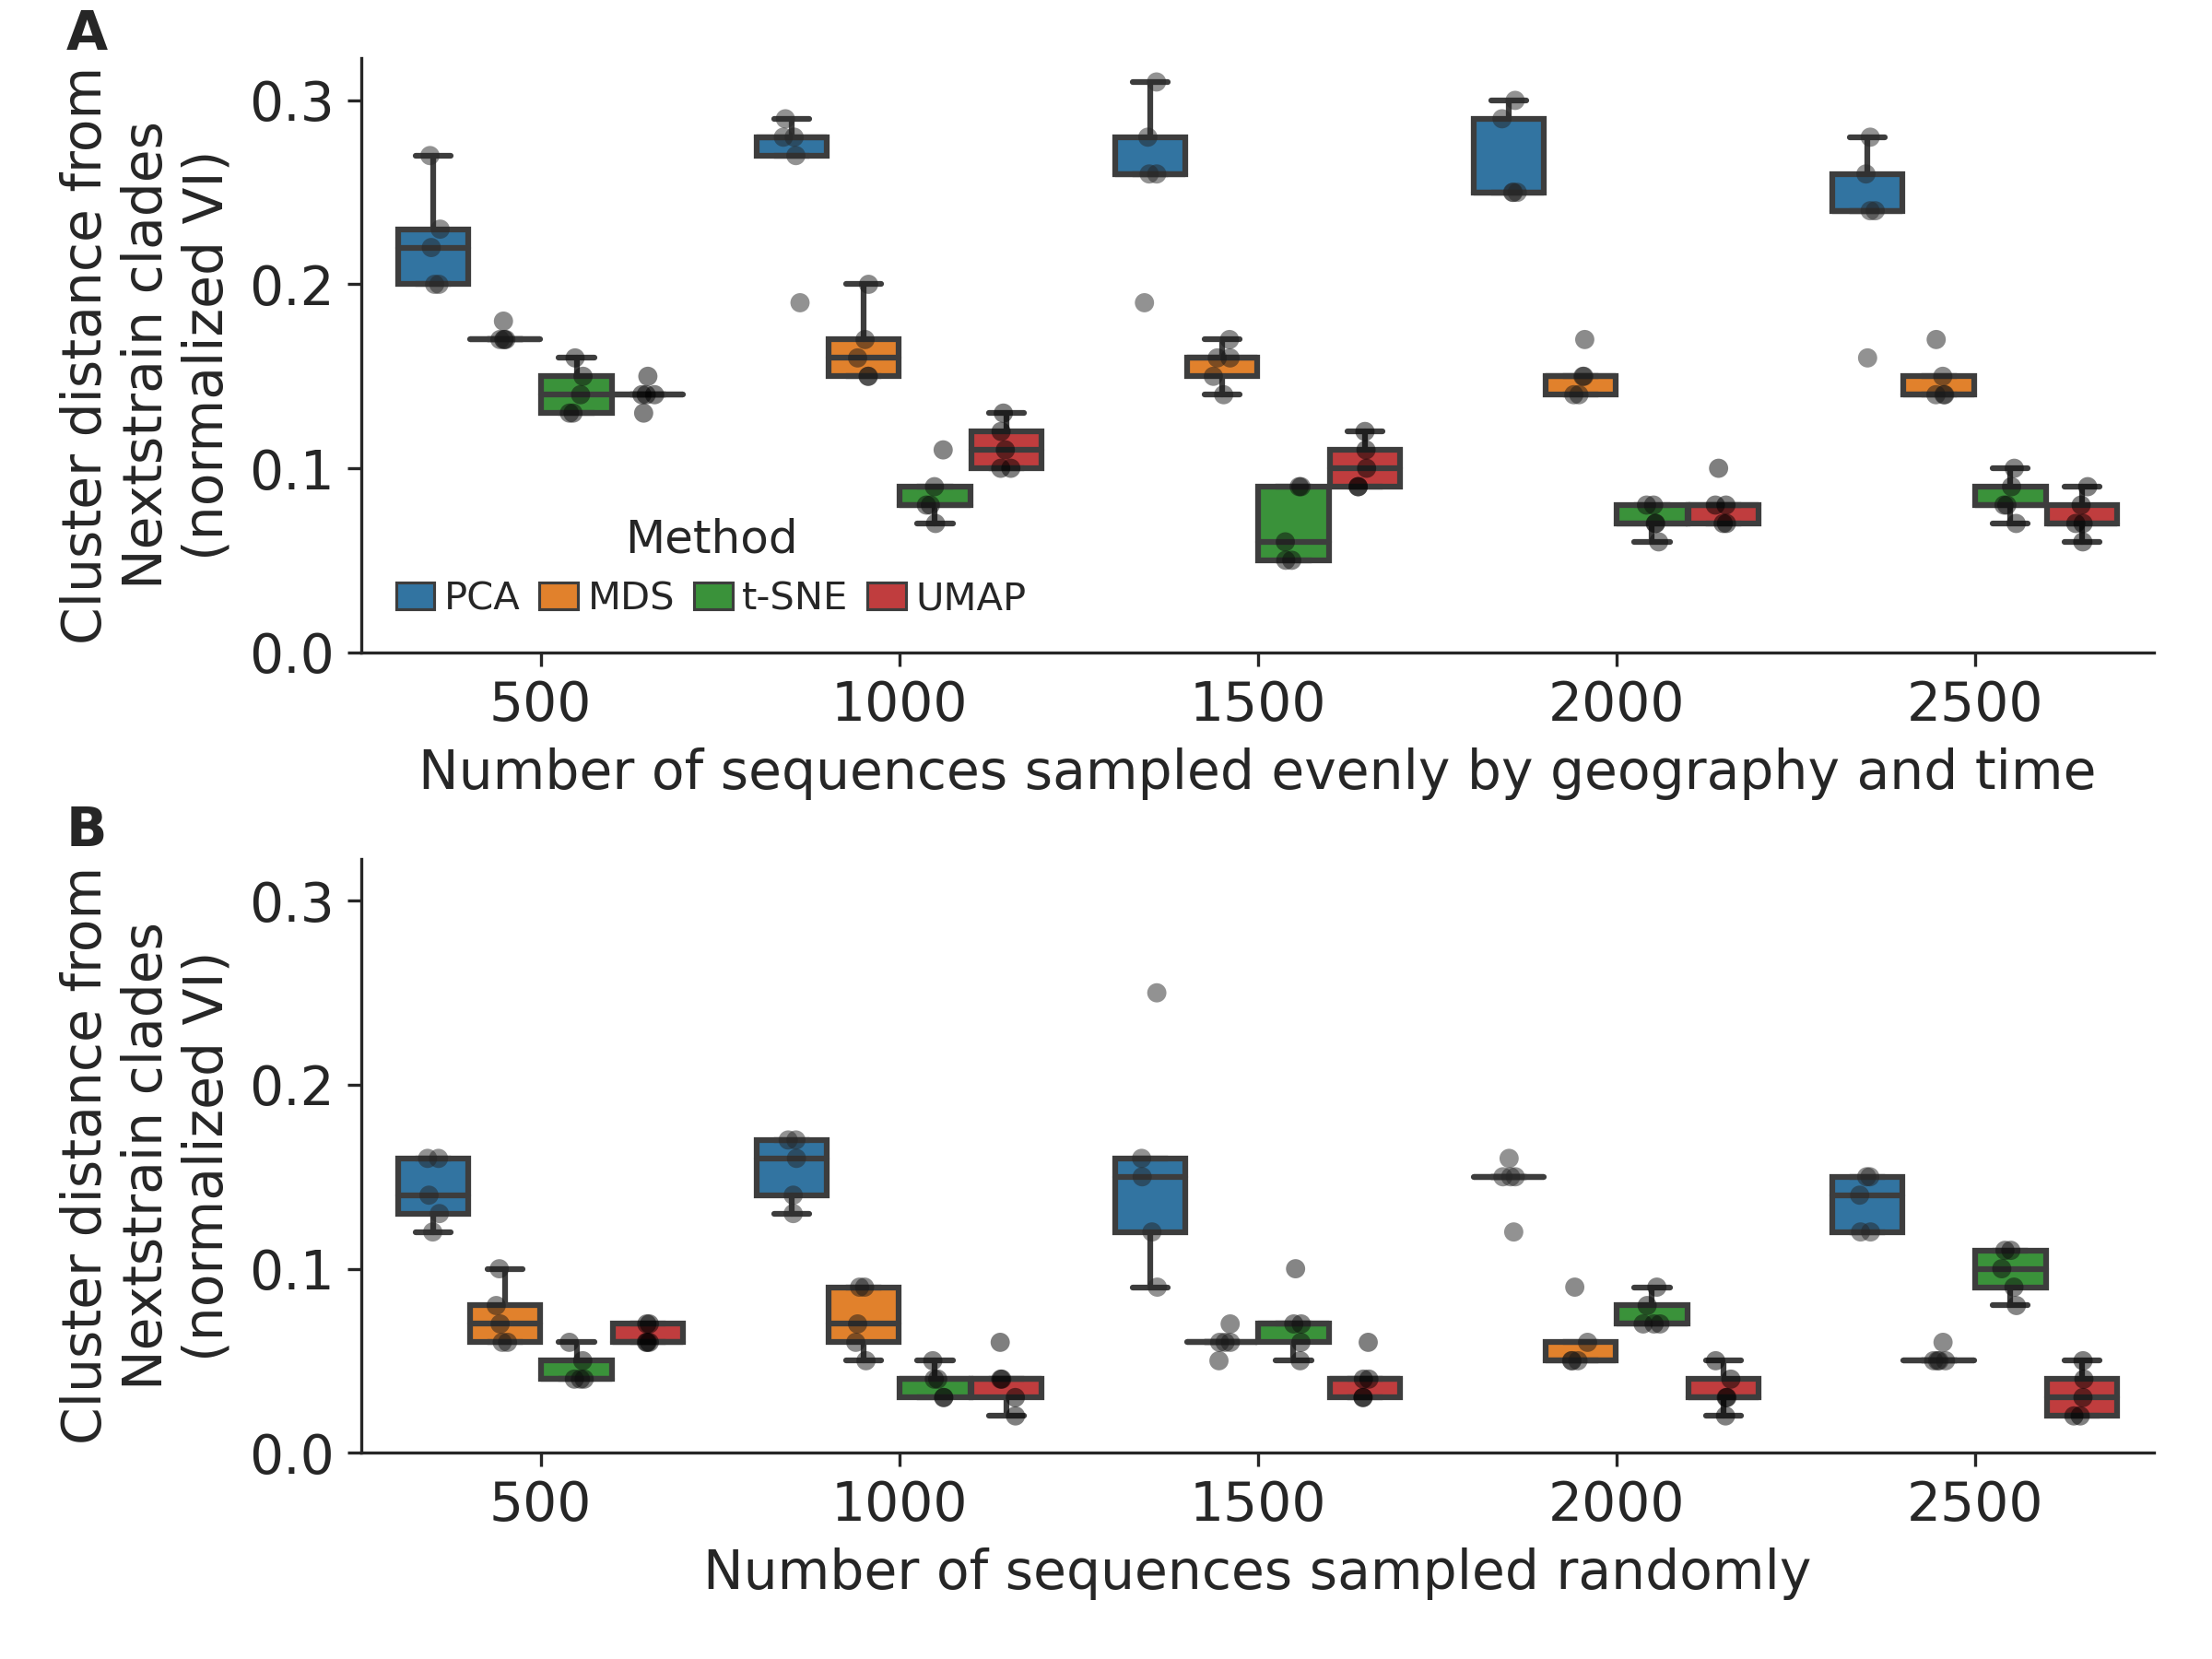 A
Cluster distance from
Nextstrain clades
(normalized VI)
0.3
0.2
0.1
0.0
Method
PCA MDS t-SNE UMAP
500 1000 1500 2000 2500
Number of sequences sampled evenly by geography and time
B
Cluster distance from
Nextstrain clades
(normalized VI)
0.3
0.2
0.1
0.0
500 1000 1500 2000 2500
Number of sequences sampled randomly